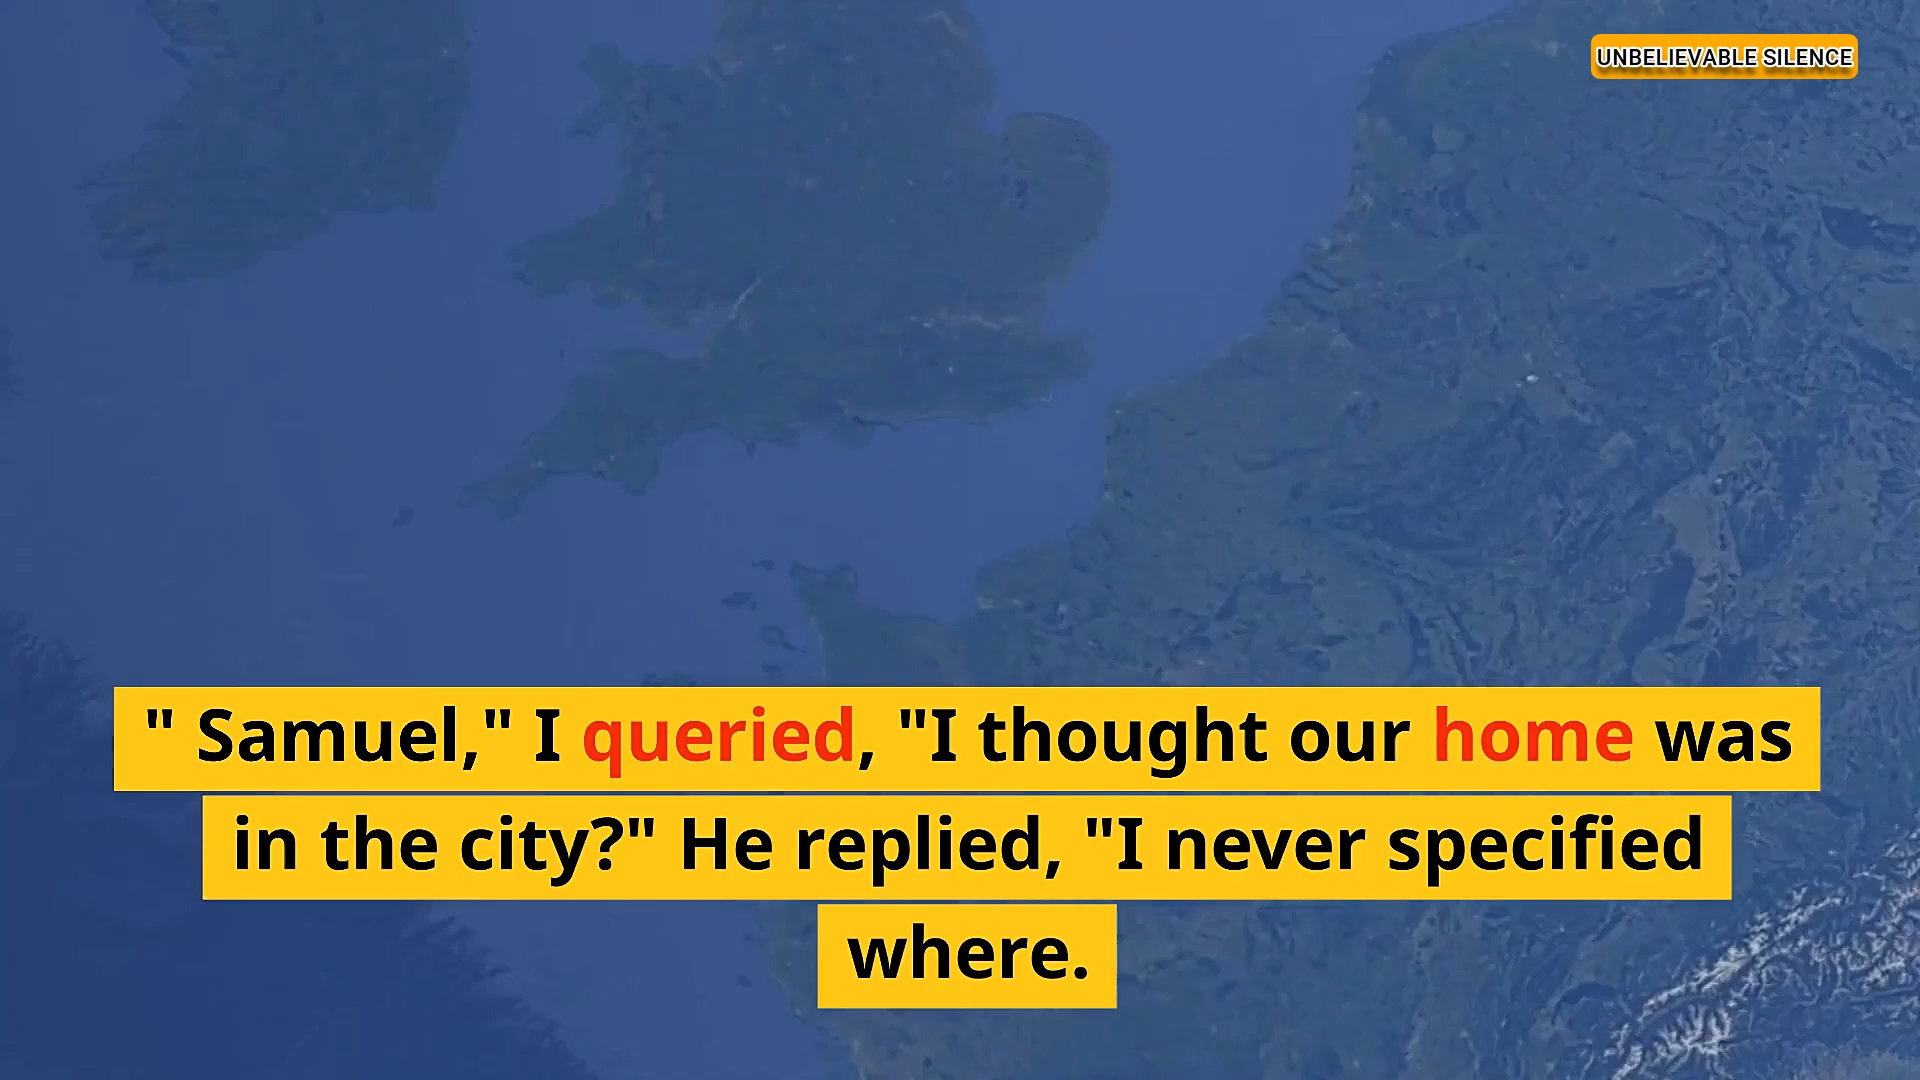 UNBELIEVABLE SILENCE
" Samuel," I queried, "I thought our home was
in the city?" He replied, "I never specified
where.